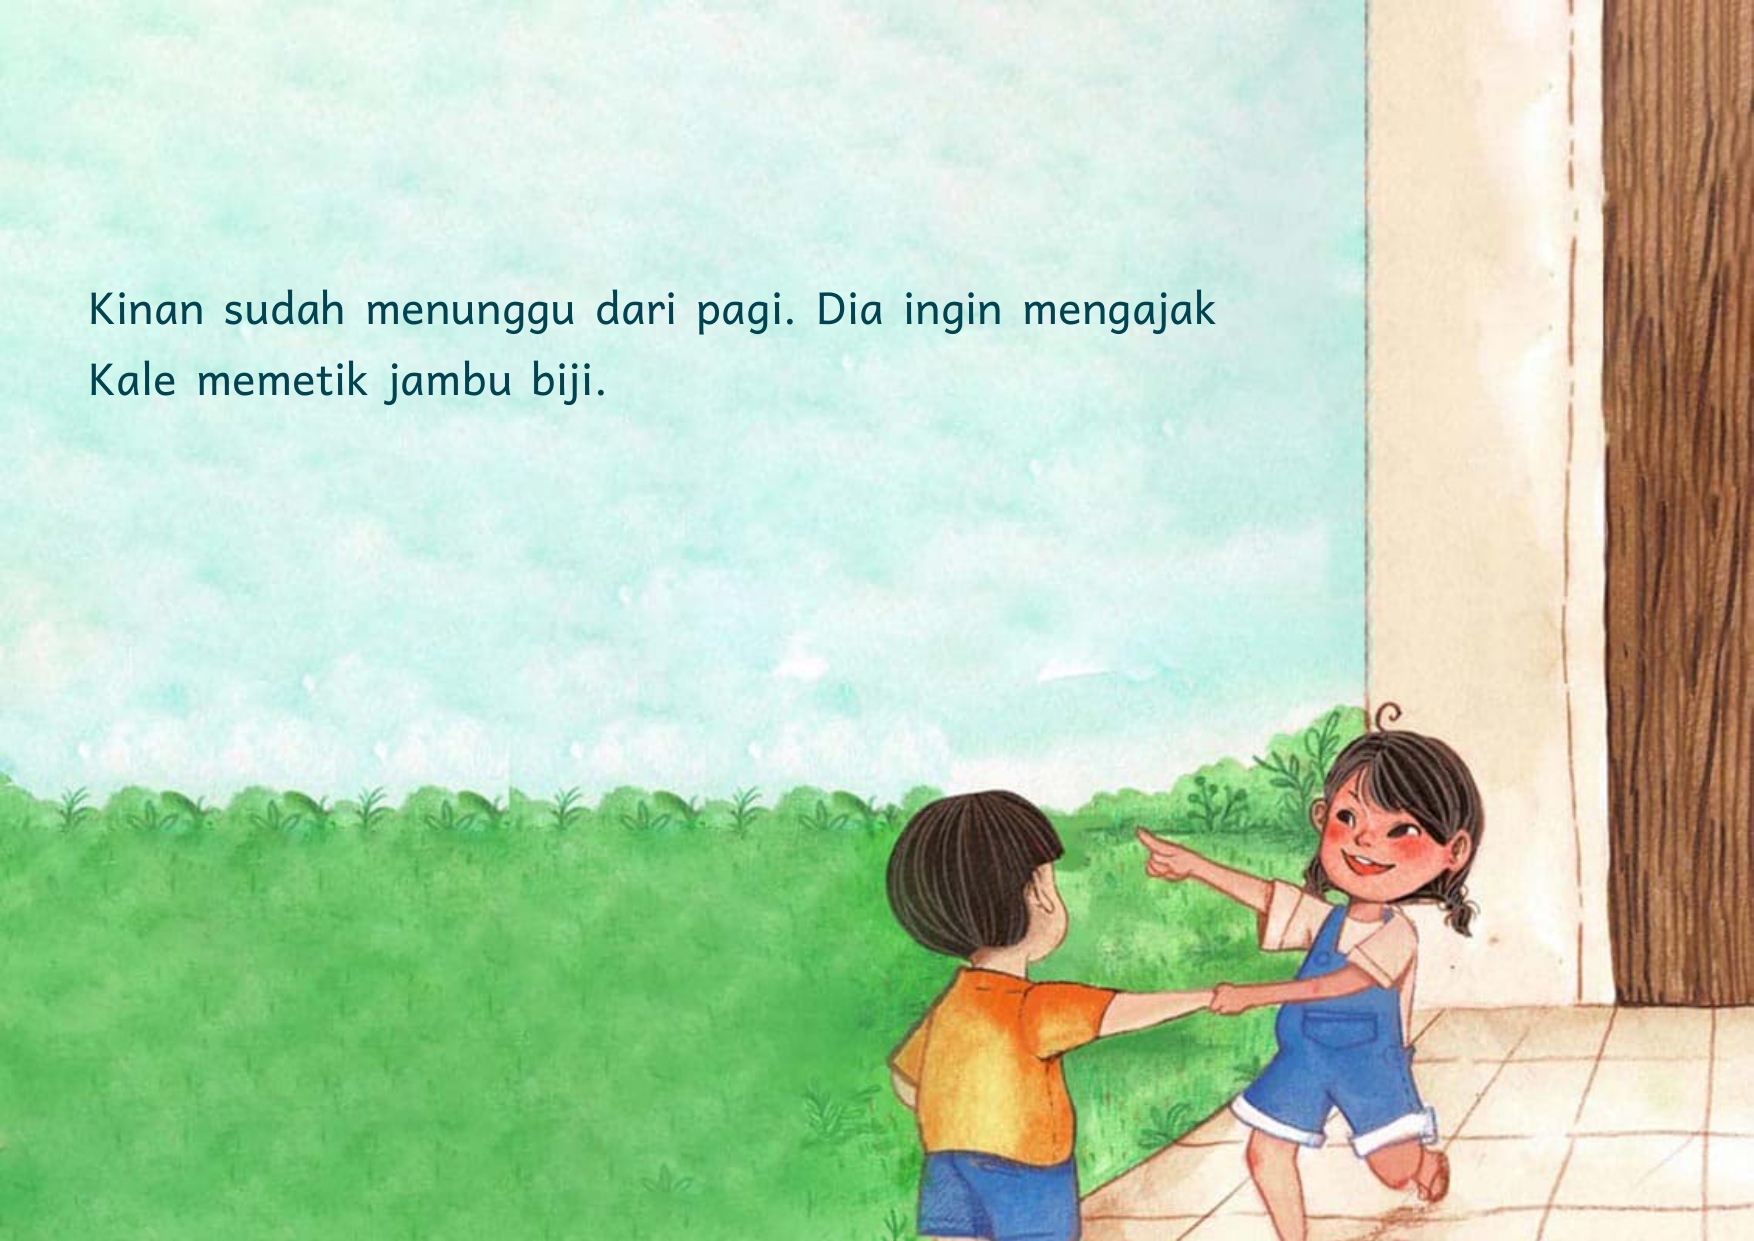 Kinan sudah menunggu dari pagi. Dia ingin mengajak
Kale memetik jambu biji.